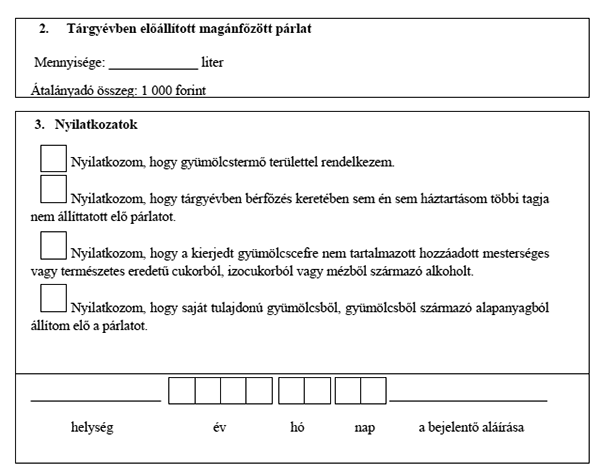 2. Tárgyévben előállított magánfőzött párlat
Mennyisége: _____________ liter
Átalányadó összeg: 1 000 forint
3. Nyilatkozatok
Nyilatkozom, hogy gyümölcstermő területtel rendelkezem.
Nyilatkozom, hogy tárgyévben bérfőzés keretében sem én sem háztartásom többi tagja
nem állíttatott elő párlatot.
Nyilatkozom, hogy a kierjedt gyümölcscefre nem tartalmazott hozzáadott mesterséges
vagy természetes eredetű cukorból, izocukorból vagy mézből származó alkoholt.
Nyilatkozom, hogy saját tulajdonú gyümölcsből, gyümölcsből származó alapanyagból
állítom elő a párlatot.
helység év hó nap a bejelentő aláírása